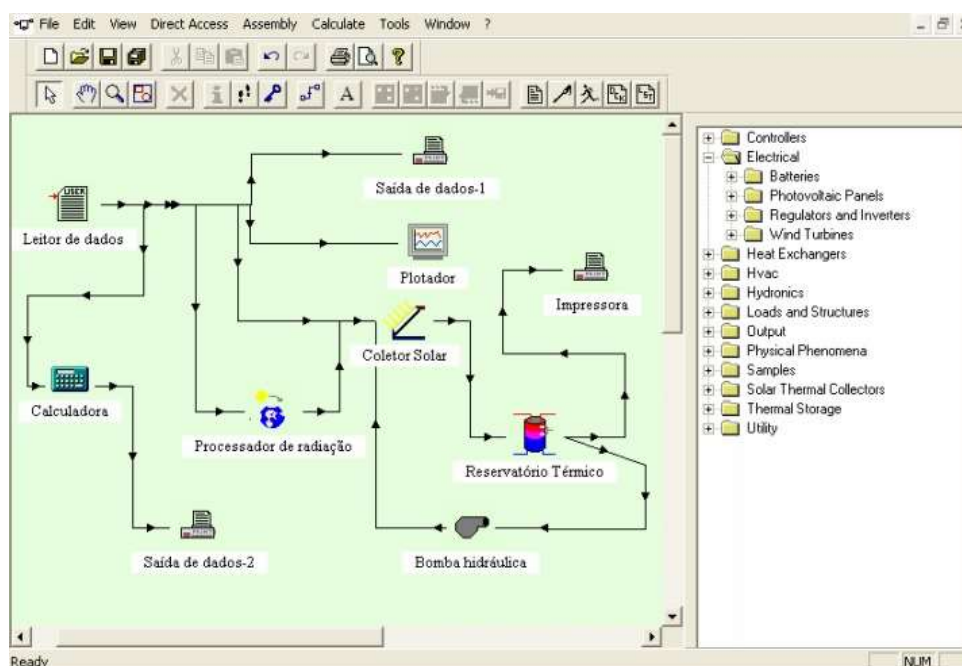 File Edit View Direct Access Assembly Calculate Tools Window ?
A
USER
Saída de dados-1
Leitor de dados
Plotador
Impressora
Coletor Solar
Calculadora
Processador de radiação
Reservatório Térmico
Saída de dados-2
Bomba hidráulica
Controllers
Electrical
Batteries
Photovoltaic Panels
Regulators and Inverters
Wind Turbines
Heat Exchangers
Hvac
Hydronics
Loads and Structures
Output
Physical Phenomena
Samples
Solar Thermal Collectors
Thermal Storage
Utility
Ready
NUM